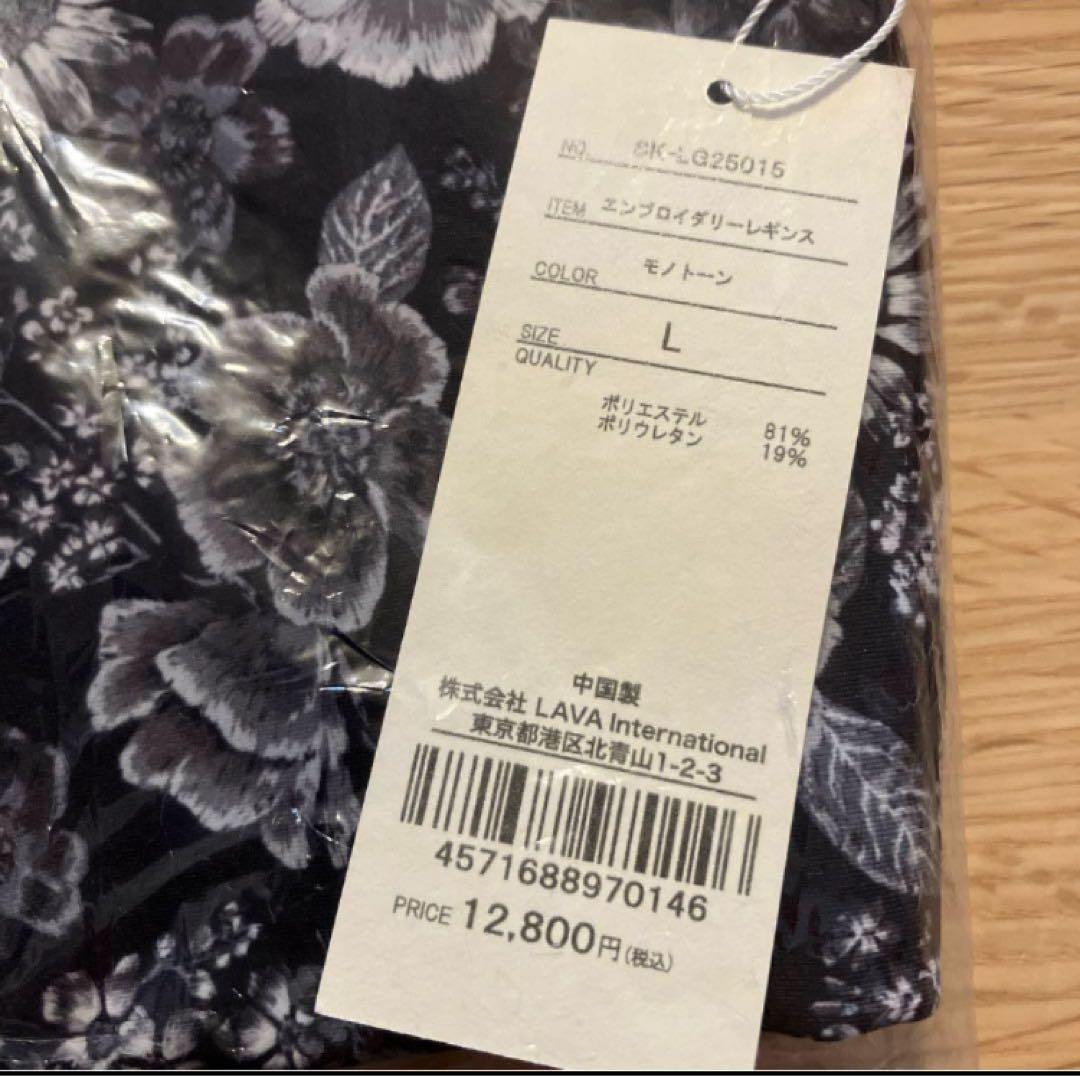 NO. SK-LG25015
ITEM エンブロイダリーレギンス
COLOR モノトーン
SIZE L
QUALITY
ポリエステル 81%
ポリウレタン 19%
中国製
株式会社 LAVA International
東京都港区北青山1-2-3
4571688970146
PRICE 12,800円(税込)